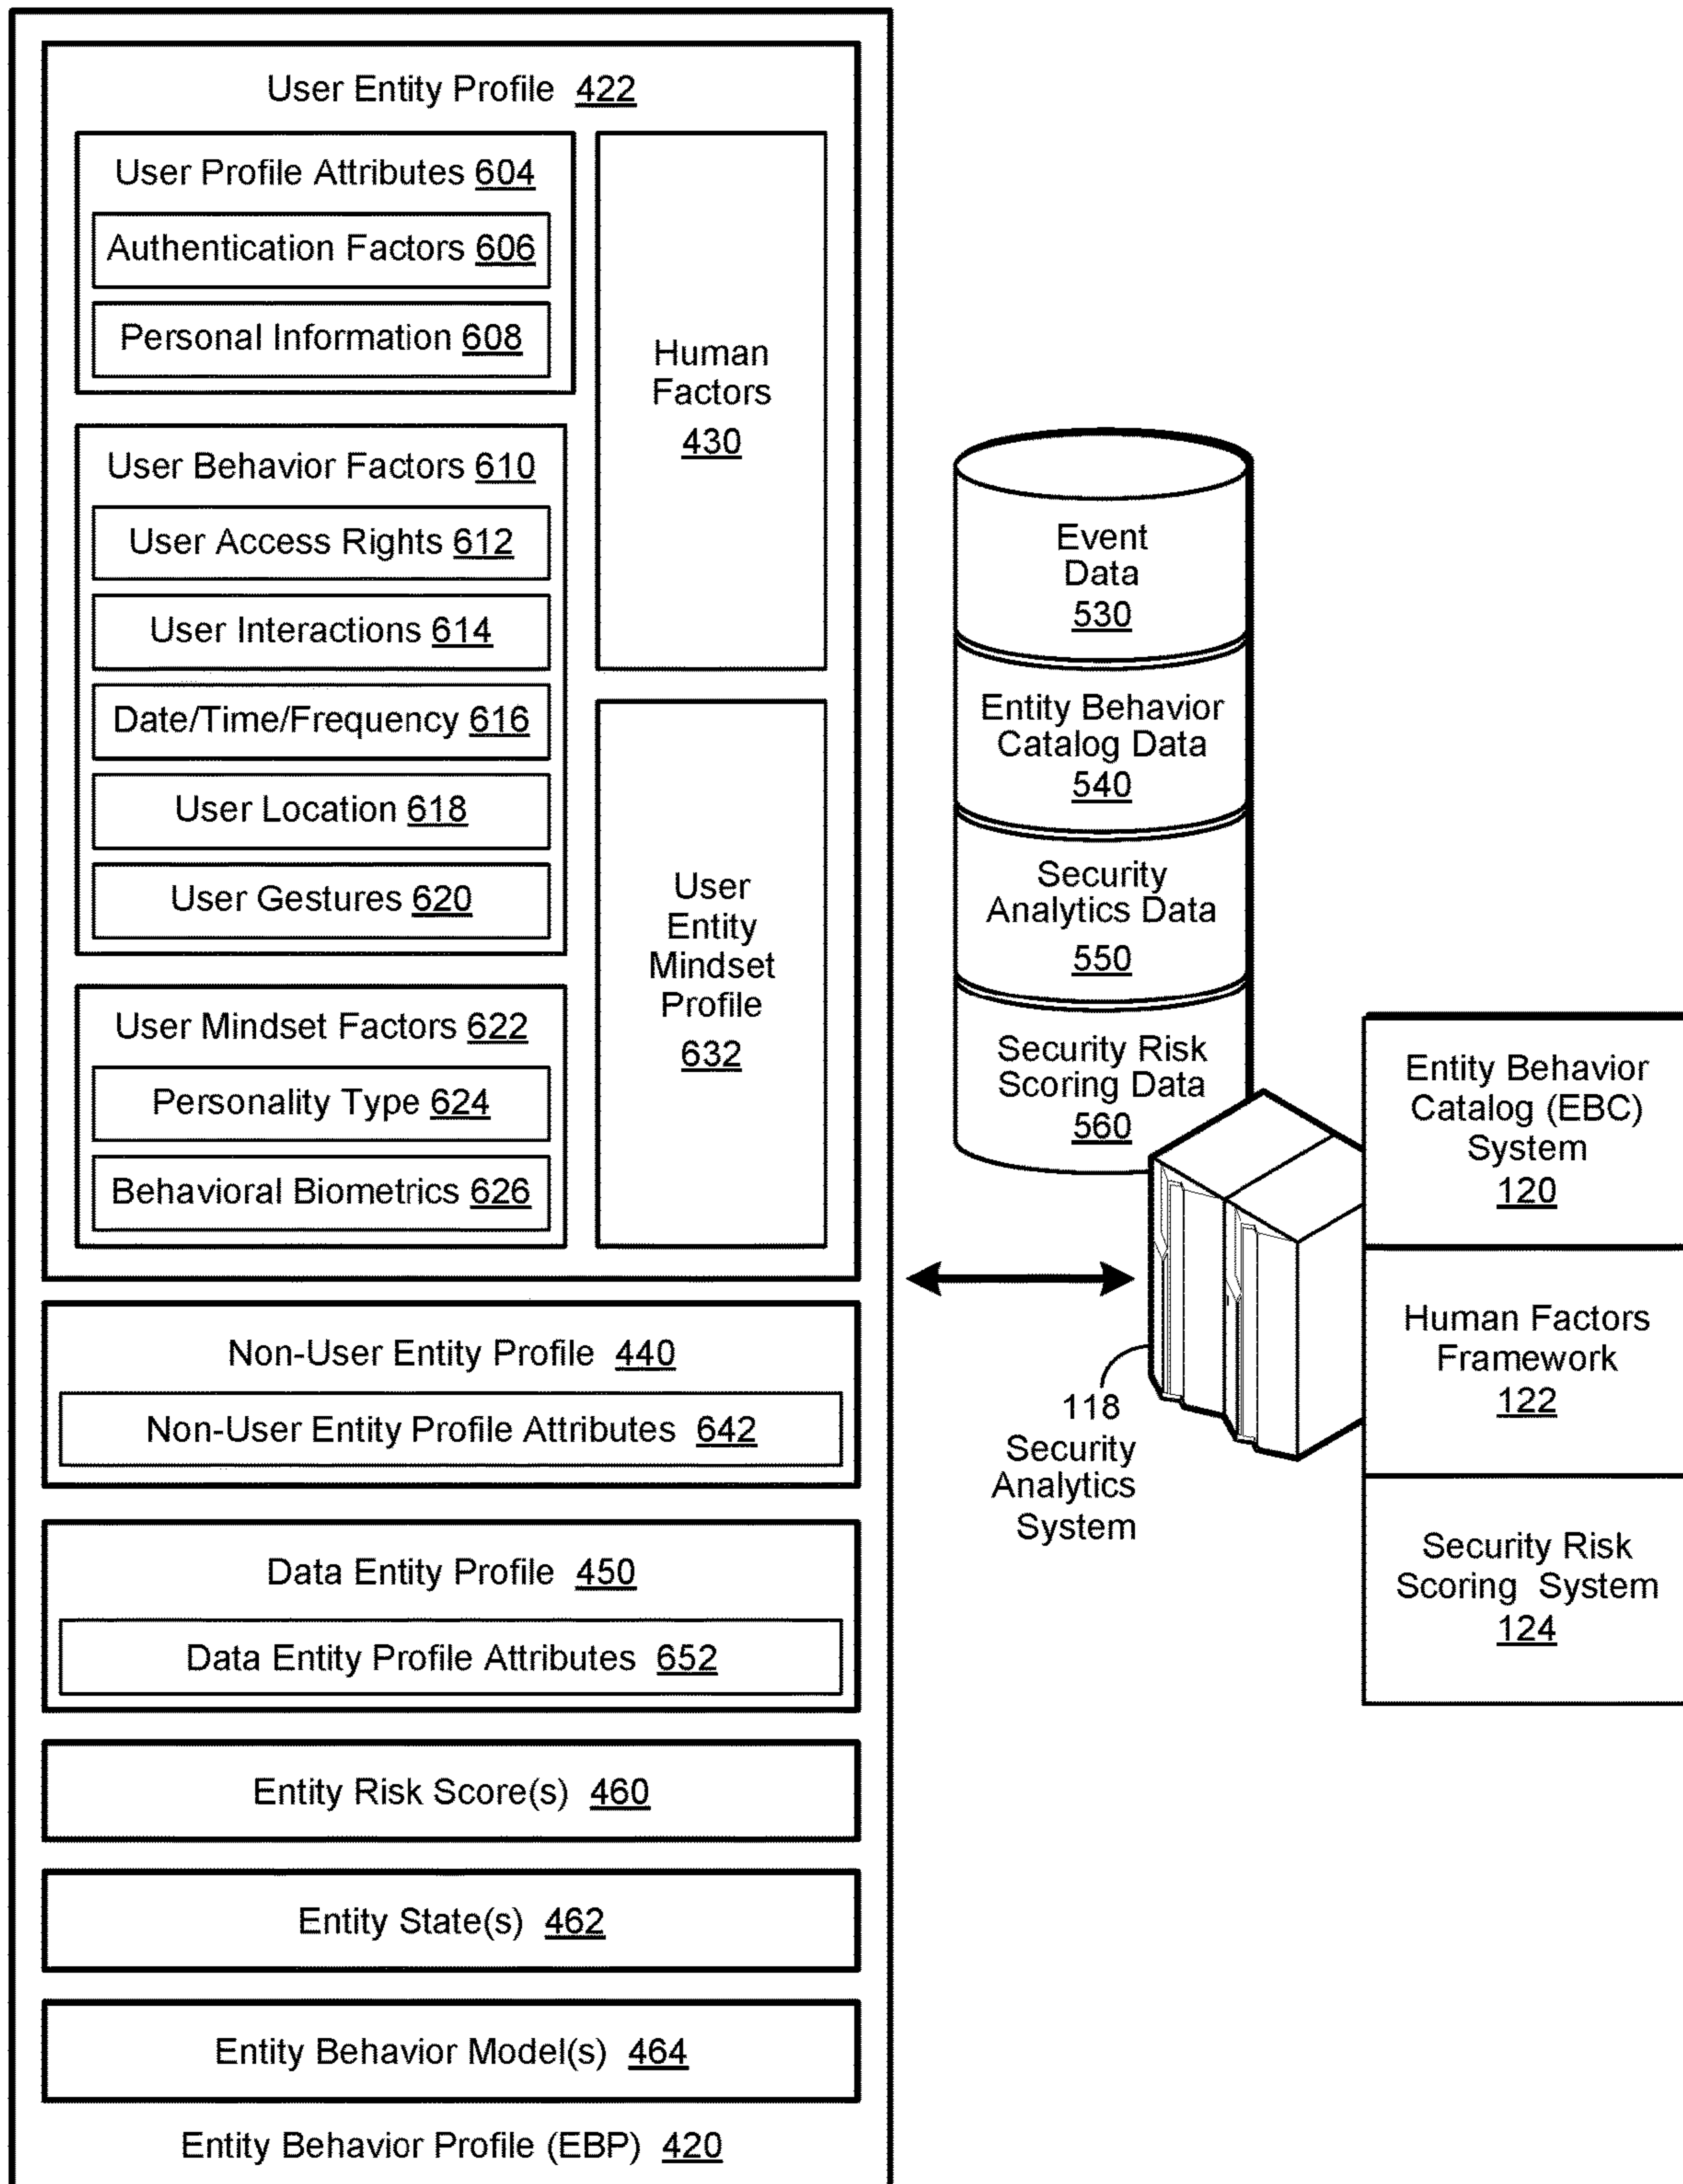 User Entity Profile 422
User Profile Attributes 604
Authentication Factors 606
Personal Information 608
Human
Factors
430
User Behavior Factors 610
User Access Rights 612
User Interactions 614
Date/Time/Frequency 616
User Location 618
User Gestures 620
User Mindset Factors 622
Personality Type 624
Behavioral Biometrics 626
User
Entity
Mindset
Profile
632
Non-User Entity Profile 440
Non-User Entity Profile Attributes 642
Data Entity Profile 450
Data Entity Profile Attributes 652
Entity Risk Score(s) 460
Entity State(s) 462
Entity Behavior Model(s) 464
Entity Behavior Profile (EBP) 420
Event
Data
530
Entity Behavior
Catalog Data
540
Security
Analytics Data
550
Security Risk
Scoring Data
560
118
Security
Analytics
System
Entity Behavior
Catalog (EBC)
System
120
Human Factors
Framework
122
Security Risk
Scoring System
124